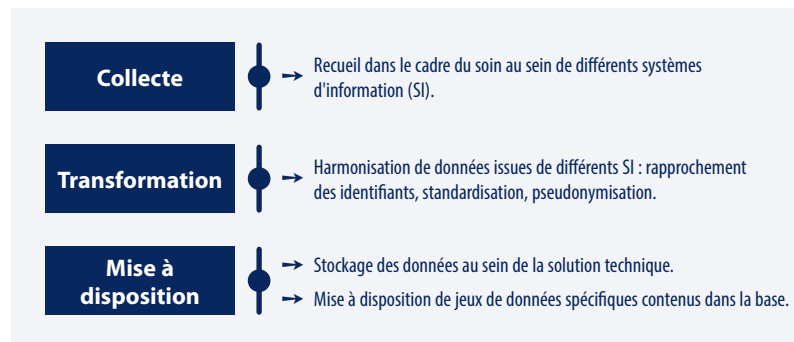 Collecte
Recueil dans le cadre du soin au sein de différents systèmes
d'information (SI).
Transformation
Harmonisation de données issues de différents SI : rapprochement
des identifiants, standardisation, pseudonymisation.
Mise à
disposition
Stockage des données au sein de la solution technique.
Mise à disposition de jeux de données spécifiques contenus dans la base.